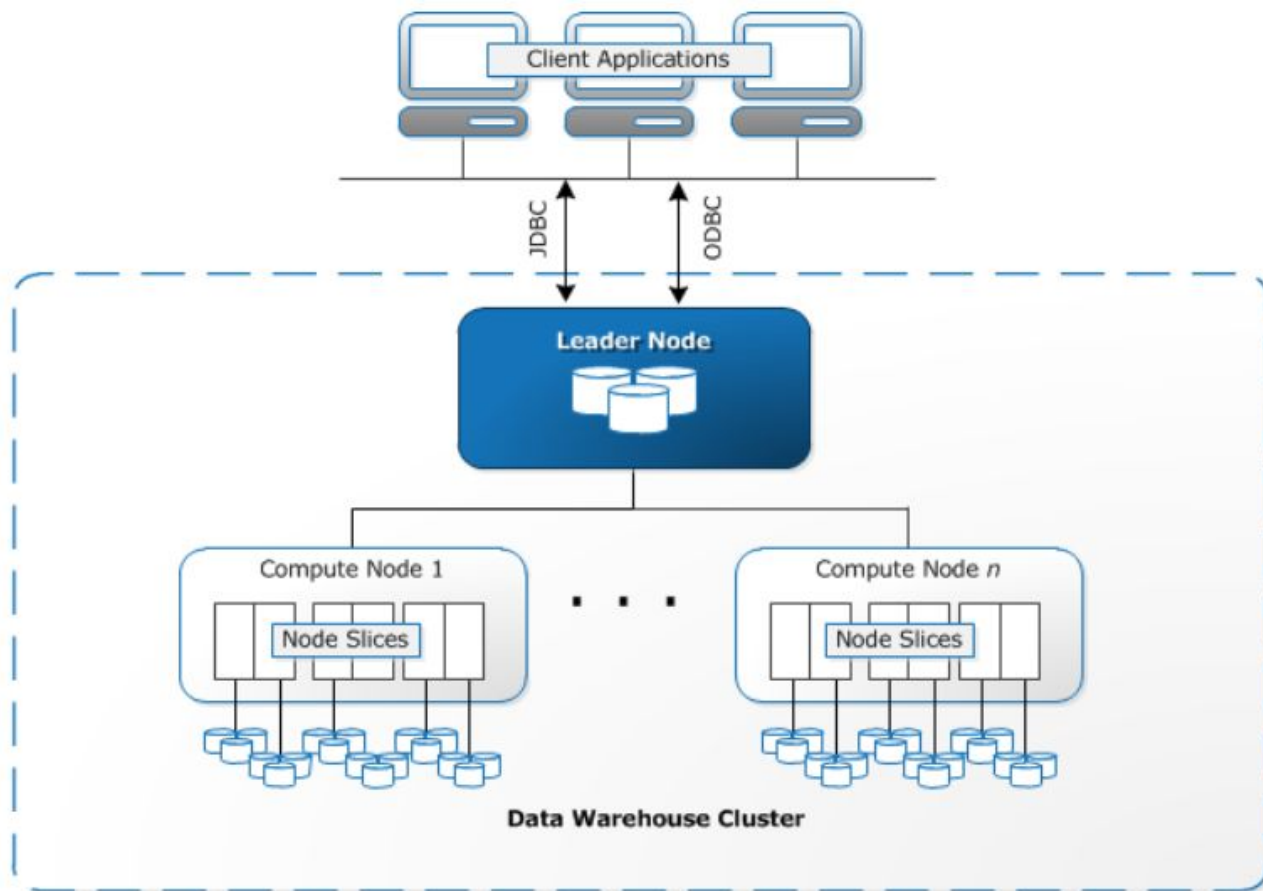 Client Applications
JDBC
ODBC
Leader Node
Compute Node 1
Compute Node n
. . .
Node Slices
Node Slices
Data Warehouse Cluster